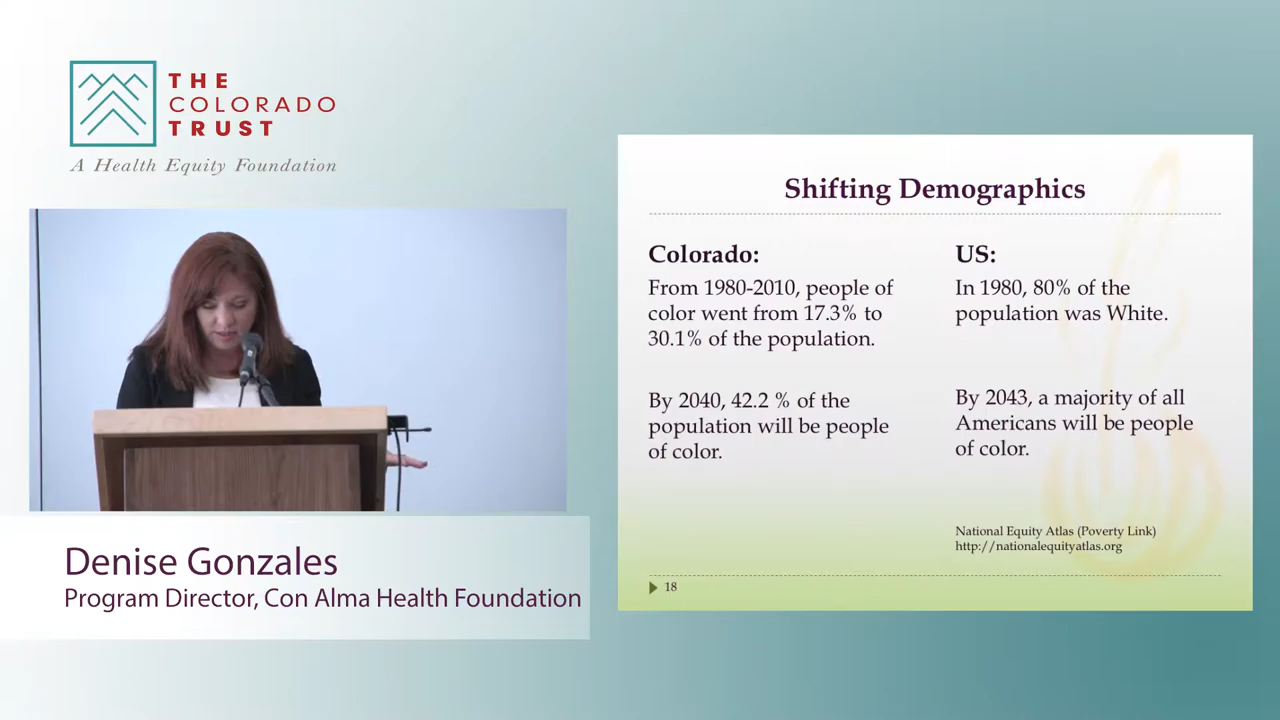 THE
COLORADO
TRUST
A Health Equity Foundation
Denise Gonzales
Program Director, Con Alma Health Foundation
Shifting Demographics
Colorado:
From 1980-2010, people of
color went from 17.3% to
30.1% of the population.
By 2040, 42.2 % of the
population will be people
of color.
US:
In 1980, 80% of the
population was White.
By 2043, a majority of all
Americans will be people
of color.
National Equity Atlas (Poverty Link)
http://nationalequityatlas.org
18